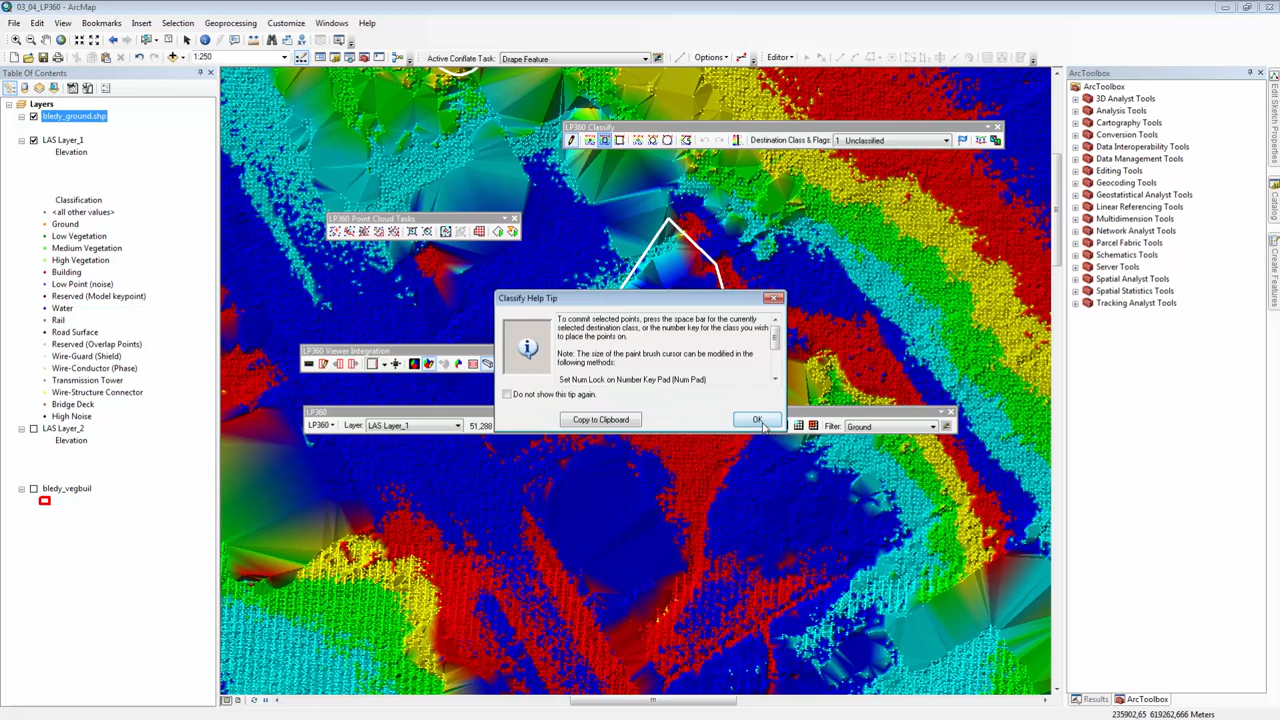 03_04_LP360 - ArcMap
File Edit View Bookmarks Insert Selection Geoprocessing Customize Windows Help
1:250
Active Conflate Task: Drape Feature
Options
Editor
Table Of Contents
Layers
bledy_ground.shp
LAS Layer_1
Elevation
Classification
<all other values>
Ground
Low Vegetation
Medium Vegetation
High Vegetation
Building
Low Point (noise)
Reserved (Model keypoint)
Water
Rail
Road Surface
Reserved (Overlap Points)
Wire-Guard (Shield)
Wire-Conductor (Phase)
Transmission Tower
Wire-Structure Connector
Bridge Deck
High Noise
LAS Layer_2
Elevation
bledy_vegbuil
LP360 Classify
Destination Class & Flags: 1 Unclassified
LP360 Point Cloud Tasks
LP360 Viewer Integration
LP360
LP360 Layer: LAS Layer_1 51,288
Filter: Ground
Classify Help Tip
To commit selected points, press the space bar for the currently
selected destination class, or the number key for the class you wish
to place the points on.
Note: The size of the paint brush cursor can be modified in the
following methods:
Set Num Lock on Number Key Pad (Num Pad)
Do not show this tip again.
Copy to Clipboard
OK
ArcToolbox
ArcToolbox
3D Analyst Tools
Analysis Tools
Cartography Tools
Conversion Tools
Data Interoperability Tools
Data Management Tools
Editing Tools
Geocoding Tools
Geostatistical Analyst Tools
Linear Referencing Tools
Multidimension Tools
Network Analyst Tools
Parcel Fabric Tools
Schematics Tools
Server Tools
Spatial Analyst Tools
Spatial Statistics Tools
Tracking Analyst Tools
Edit Sketch Properties
Catalog
Create Features
Results
ArcToolbox
235902,65 619262,666 Meters